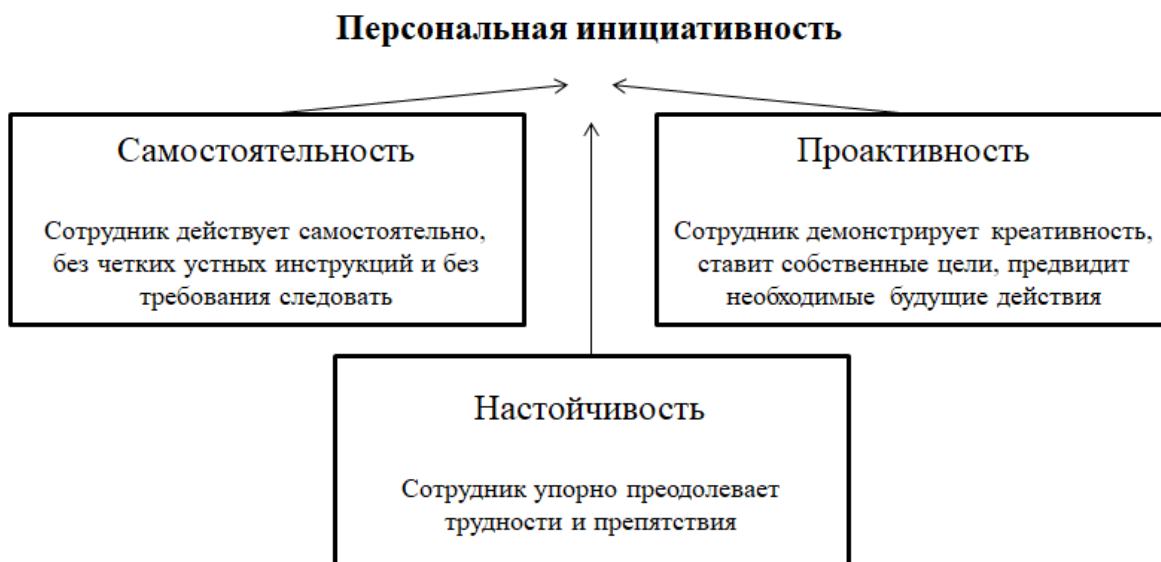 Персональная инициативность
Самостоятельность
Сотрудник действует самостоятельно,
без четких устных инструкций и без
требования следовать
Проактивность
Сотрудник демонстрирует креативность,
ставит собственные цели, предвидит
необходимые будущие действия
Настойчивость
Сотрудник упорно преодолевает
трудности и препятствия